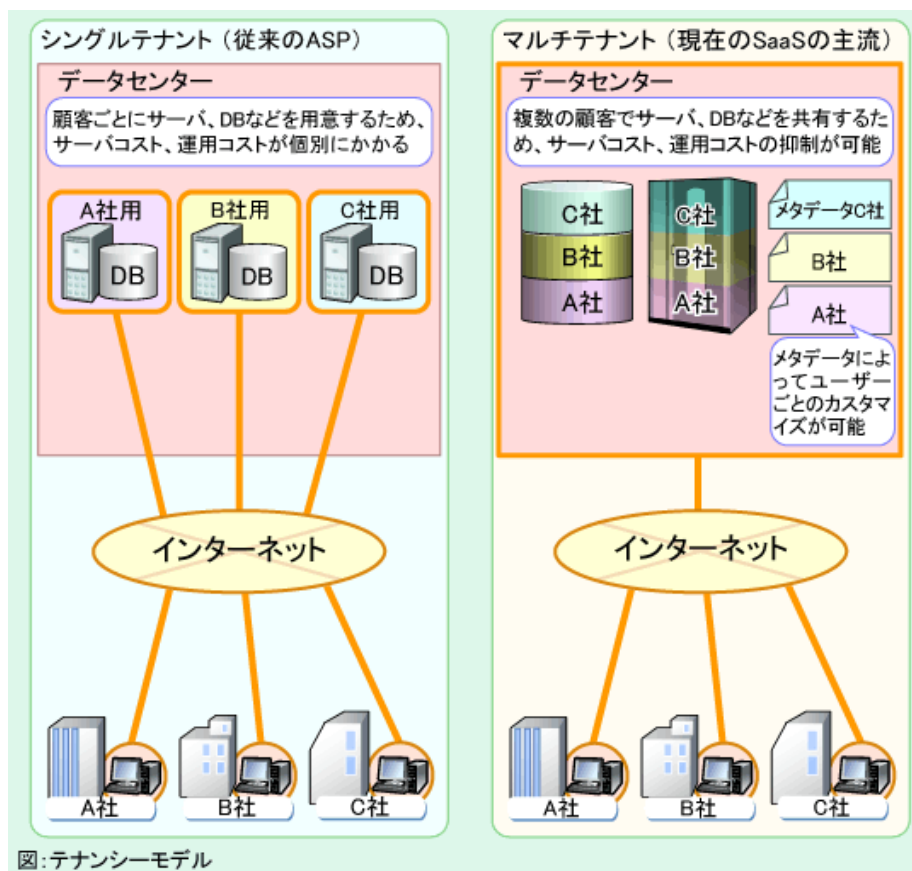 シングルテナント（従来のASP）
データセンター
顧客ごとにサーバ、DBなどを用意するため、
サーバコスト、運用コストが個別にかかる
A社用
B社用
C社用
DB
DB
DB
インターネット
A社
B社
C社
マルチテナント（現在のSaaSの主流）
データセンター
複数の顧客でサーバ、DBなどを共有するた
め、サーバコスト、運用コストの抑制が可能
C社
B社
A社
C社
B社
A社
メタデータC社
B社
A社
メタデータによ
ってユーザー
ごとのカスタマ
イズが可能
インターネット
A社
B社
C社
図：テナンシーモデル